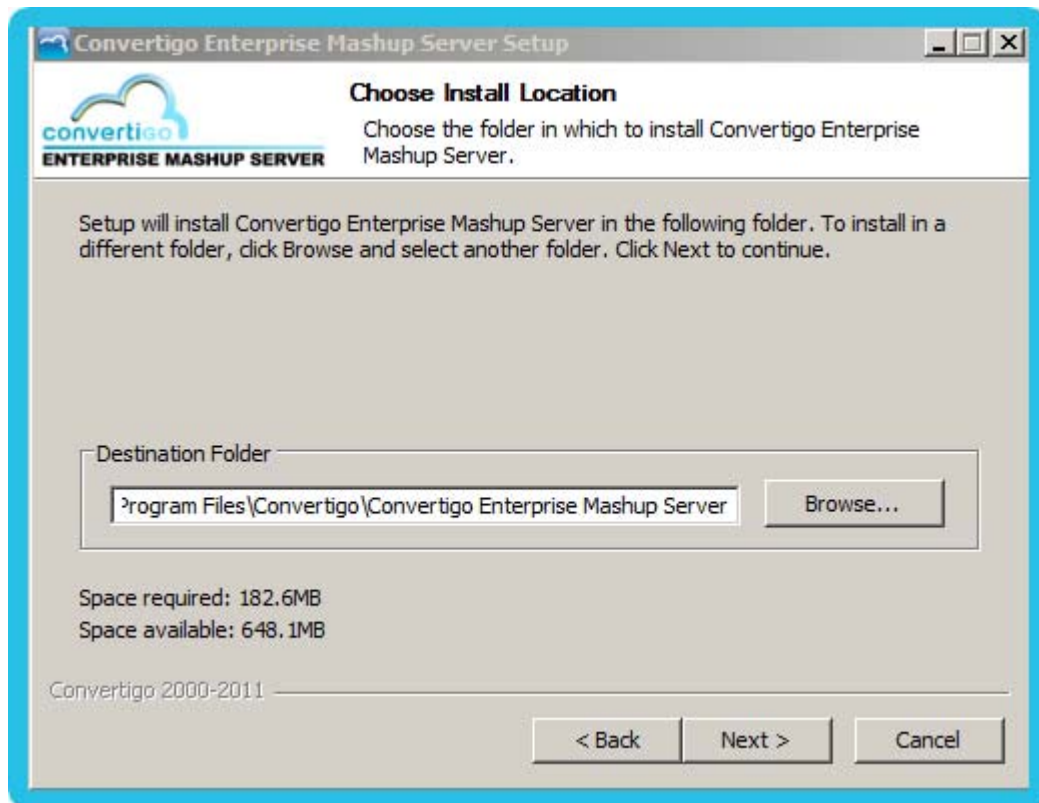 Convertigo Enterprise Mashup Server Setup
convertigo
ENTERPRISE MASHUP SERVER
Choose Install Location
Choose the folder in which to install Convertigo Enterprise
Mashup Server.
Setup will install Convertigo Enterprise Mashup Server in the following folder. To install in a
different folder, click Browse and select another folder. Click Next to continue.
Destination Folder
Program Files\Convertigo\Convertigo Enterprise Mashup Server
Browse...
Space required: 182.6MB
Space available: 648.1MB
Convertigo 2000-2011
< Back
Next >
Cancel